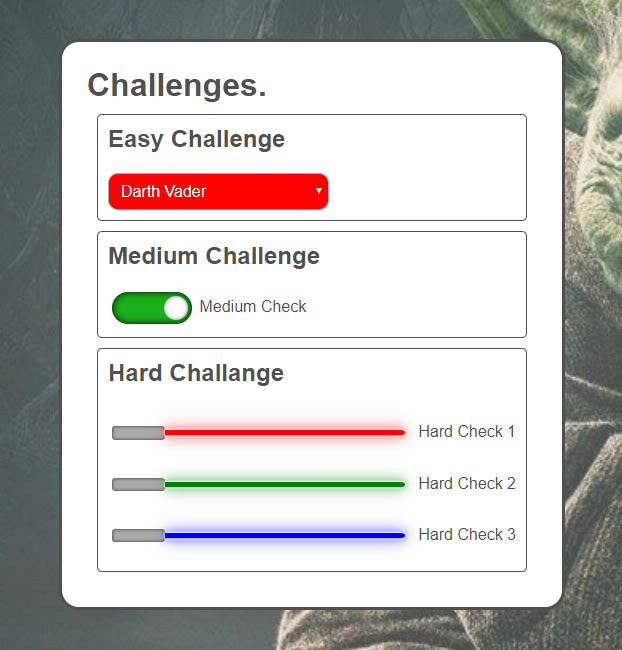 Challenges.
Easy Challenge
Darth Vader
Medium Challenge
Medium Check
Hard Challange
Hard Check 1
Hard Check 2
Hard Check 3